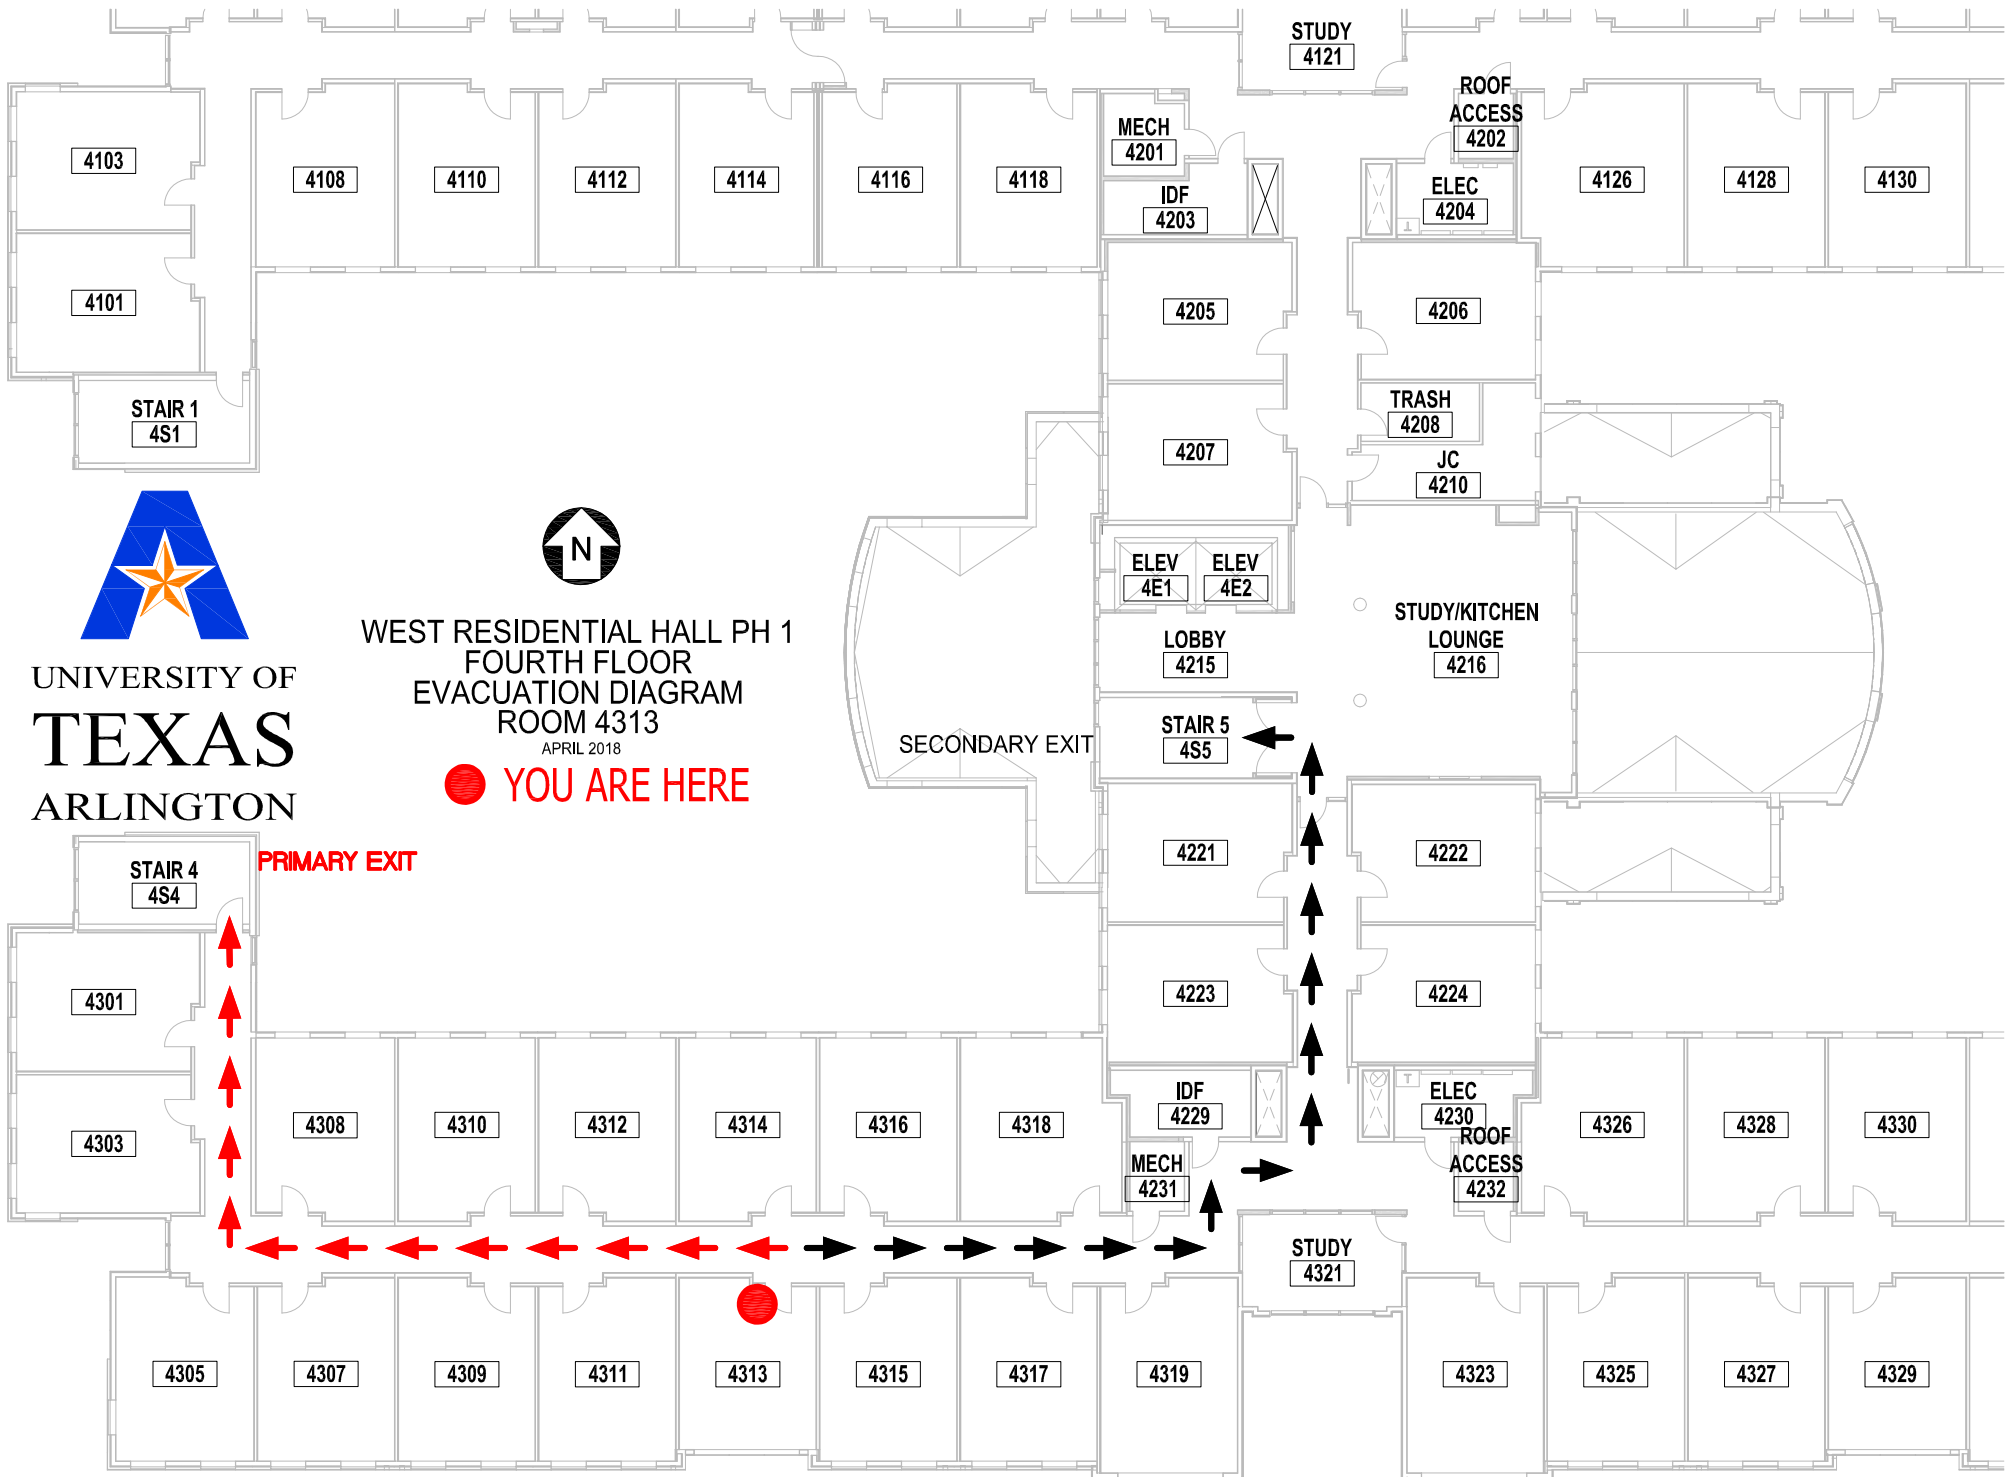 STUDY
4121
ROOF
ACCESS
4202
MECH
4201
4103
4108
4110
4112
4114
4116
4118
IDF
4203
ELEC
4204
T
4126
4128
4130
4101
4205
4206
STAIR 1
4S1
TRASH
4208
4207
JC
4210
N
ELEV
4E1
ELEV
4E2
UNIVERSITY OF
TEXAS
ARLINGTON
WEST RESIDENTIAL HALL PH 1
FOURTH FLOOR
EVACUATION DIAGRAM
ROOM 4313
APRIL 2018
YOU ARE HERE
LOBBY
4215
STUDY/KITCHEN
LOUNGE
4216
SECONDARY EXIT
STAIR 5
4S5
STAIR 4
4S4
PRIMARY EXIT
4221
4222
4301
4223
4224
4303
4308
4310
4312
4314
4316
4318
IDF
4229
T
ELEC
4230
ROOF
ACCESS
4232
MECH
4231
4326
4328
4330
STUDY
4321
4305
4307
4309
4311
4313
4315
4317
4319
4323
4325
4327
4329